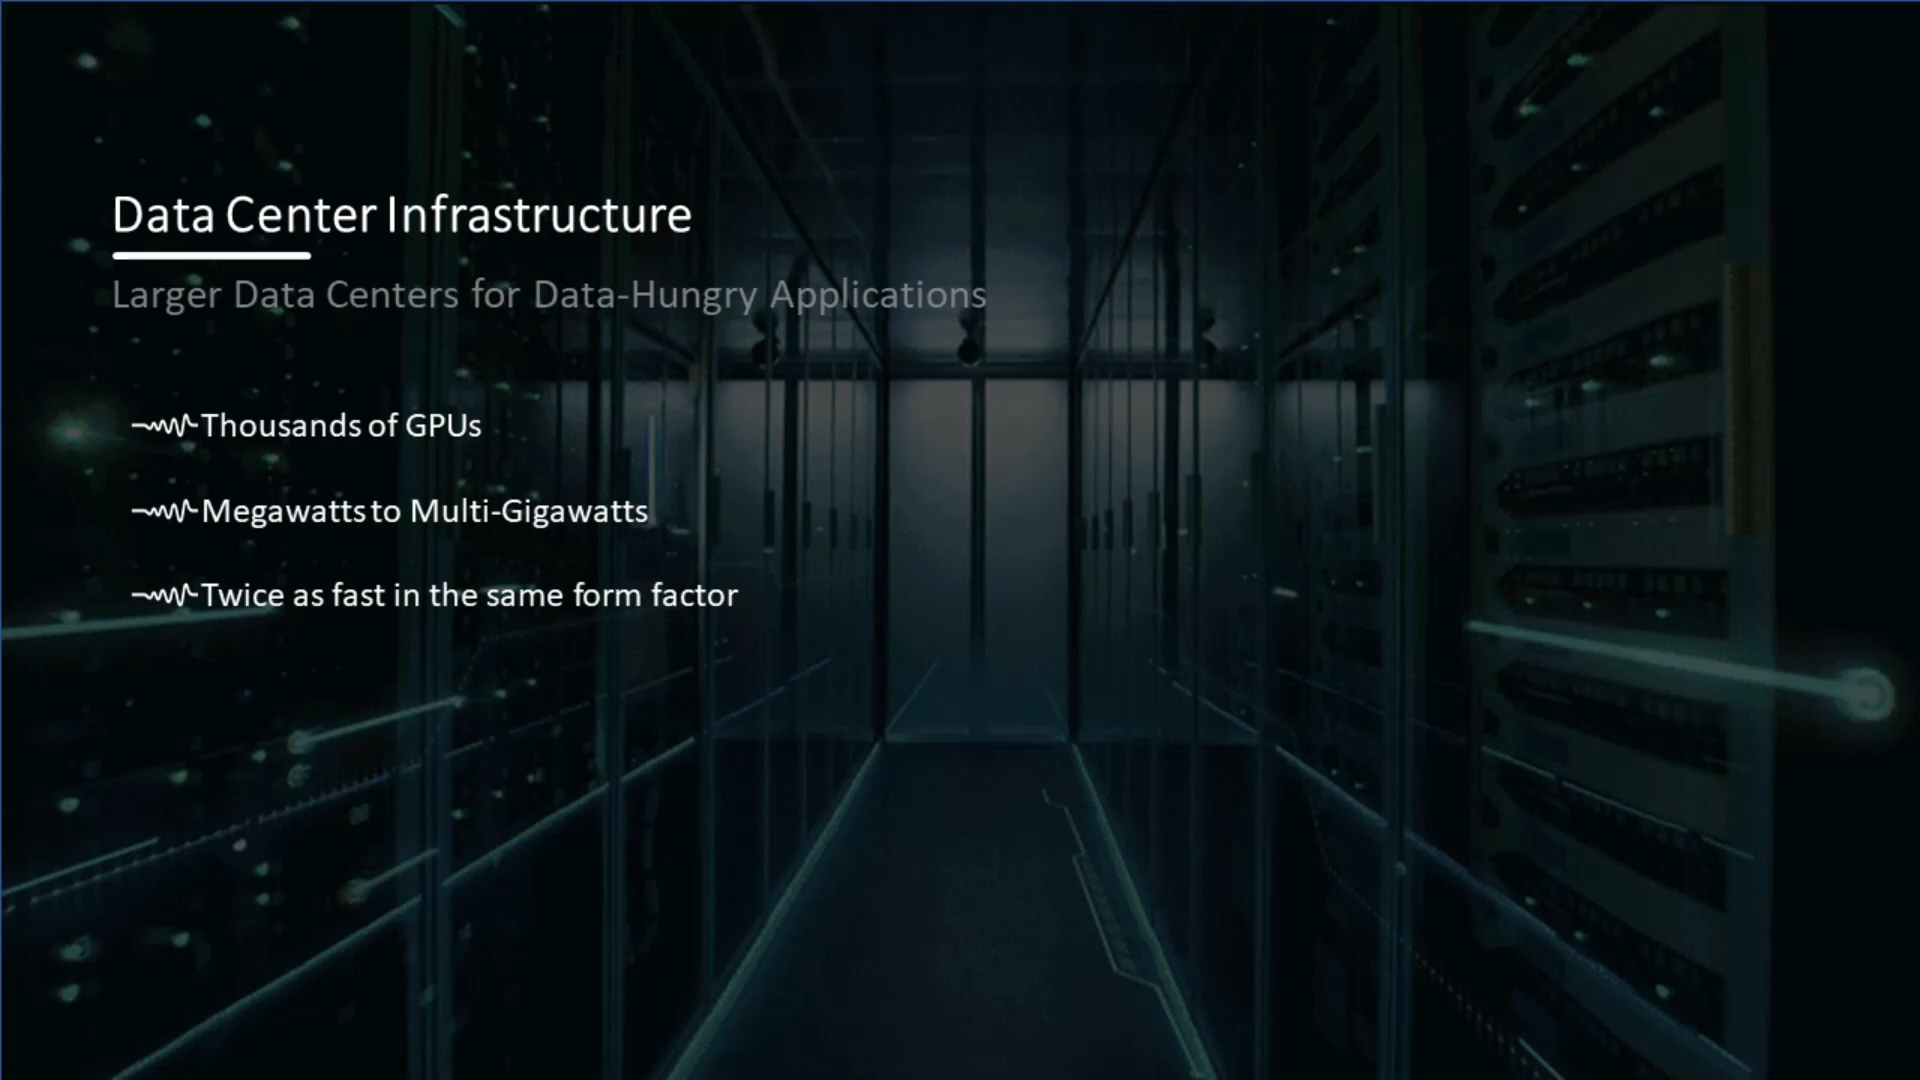 Data Center Infrastructure
Larger Data Centers for Data-Hungry Applications
Thousands of GPUs
Megawatts to Multi-Gigawatts
Twice as fast in the same form factor